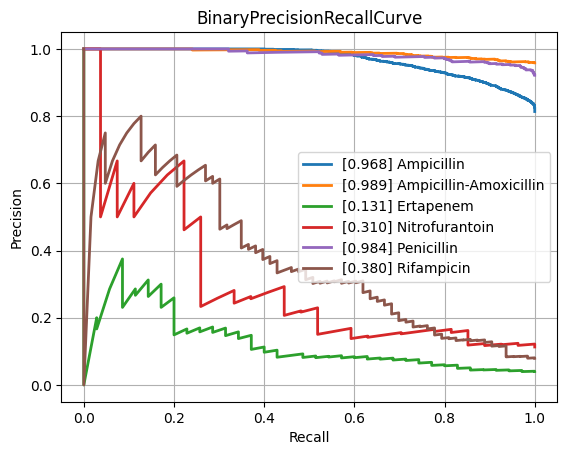 BinaryPrecisionRecallCurve
Precision
1.0
0.8
0.6
0.4
0.2
0.0
[0.968] Ampicillin
[0.989] Ampicillin-Amoxicillin
[0.131] Ertapenem
[0.310] Nitrofurantoin
[0.984] Penicillin
[0.380] Rifampicin
0.0 0.2 0.4 0.6 0.8 1.0
Recall